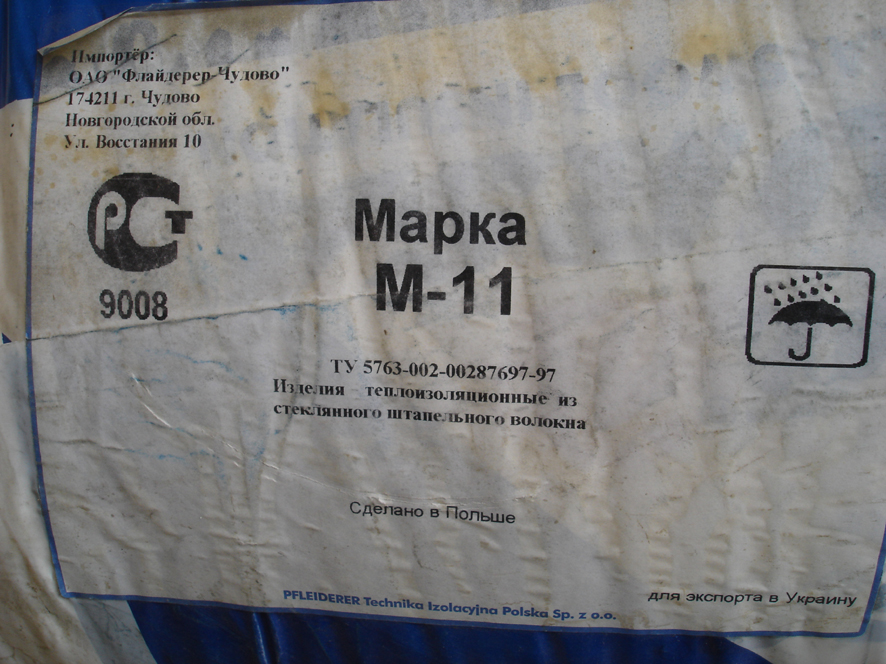 Импортёр:
ОАО "Флайдерер-Чудово"
174211 г. Чудово
Новгородской обл.
Ул. Восстания 10
РСТ
9008
Марка
М-11
ТУ 5763-002-00287697-97
Изделия теплоизоляционные из
стеклянного штапельного волокна
Сделано в Польше
PFLEIDERER Technika Izolacyjna Polska Sp. z o.o.
для экспорта в Украину